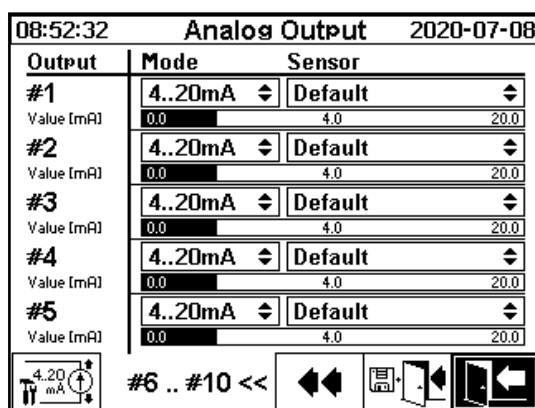 08:52:32 Analog Output 2020-07-08
Output Mode Sensor
#1 4..20mA Default
Value [mA] 0.0 4.0 20.0
#2 4..20mA Default
Value [mA] 0.0 4.0 20.0
#3 4..20mA Default
Value [mA] 0.0 4.0 20.0
#4 4..20mA Default
Value [mA] 0.0 4.0 20.0
#5 4..20mA Default
Value [mA] 0.0 4.0 20.0
4..20 mA #6 .. #10 <<